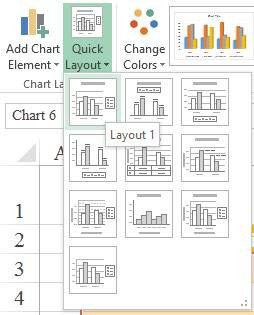 Add Chart Element
Quick Layout
Change Colors
Chart La
Chart 6
Layout 1
A
1
2
3
4